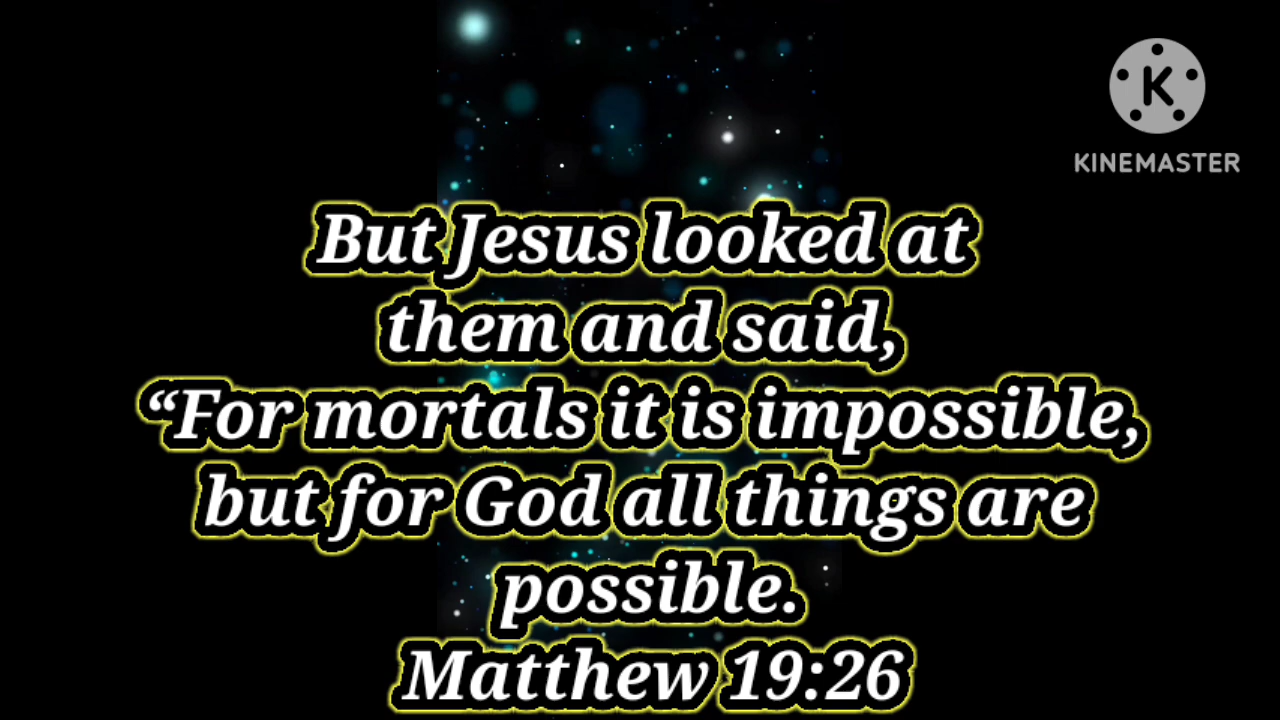 K
KINEMASTER
But Jesus looked at
them and said,
“For mortals it is impossible,
but for God all things are
possible.
Matthew 19:26